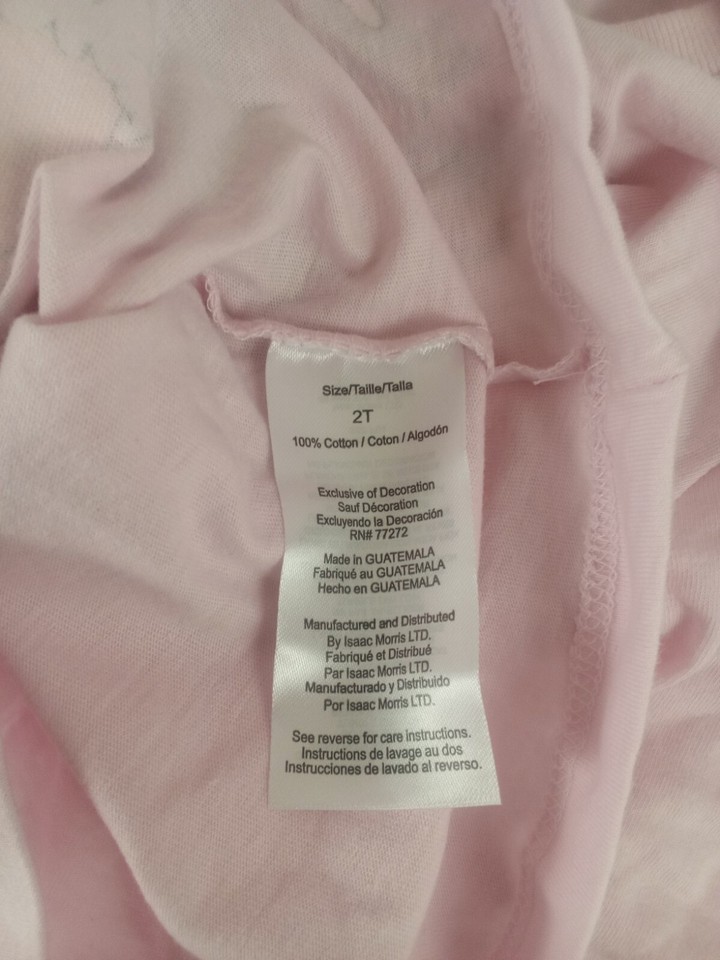 Size/Taille/Talla
2T
100% Cotton / Coton / Algodón
Exclusive of Decoration
Sauf Décoration
Excluyendo la Decoración
RN# 77272
Made in GUATEMALA
Fabriqué au GUATEMALA
Hecho en GUATEMALA
Manufactured and Distributed
By Isaac Morris LTD.
Fabriqué et Distribué
Par Isaac Morris LTD.
Manufacturado y Distribuido
Por Isaac Morris LTD.
See reverse for care instructions.
Instructions de lavage au dos
Instrucciones de lavado al reverso.